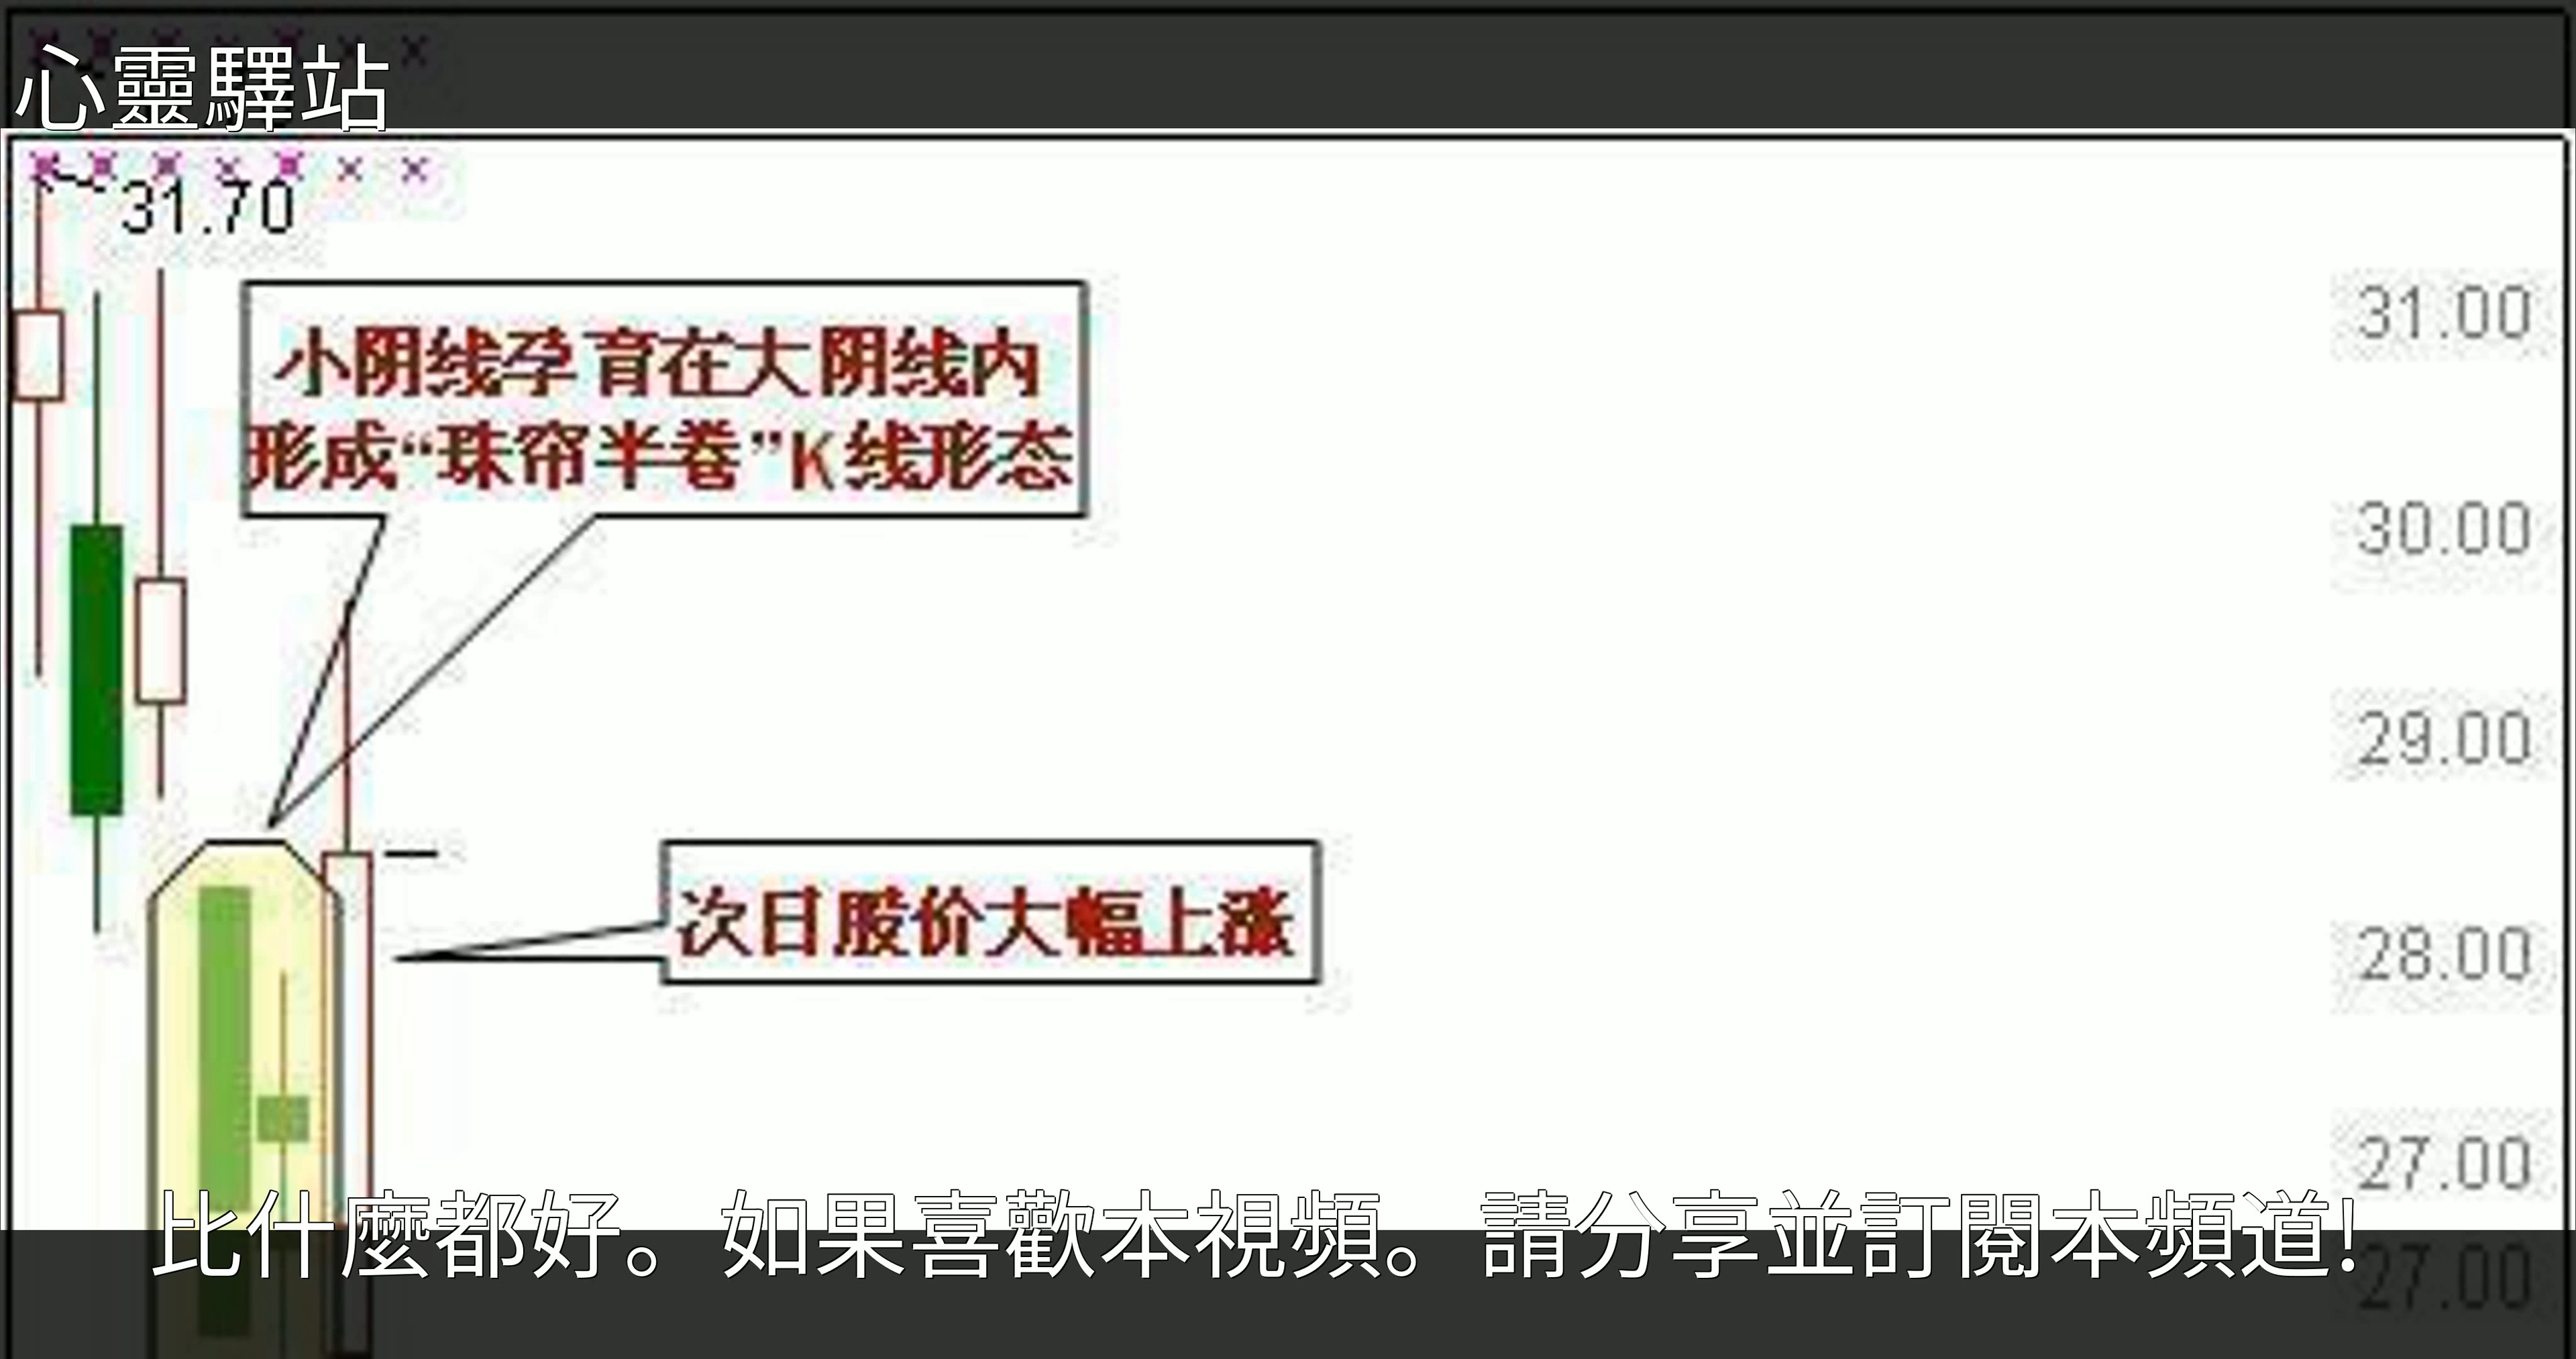 心靈驛站
31.70
小阴线孕育在大阴线内
形成“珠帘半卷”K线形态
31.00
30.00
29.00
次日股价大幅上涨
28.00
27.00
比什麼都好。如果喜歡本視頻。請分享並訂閱本頻道!
27.00